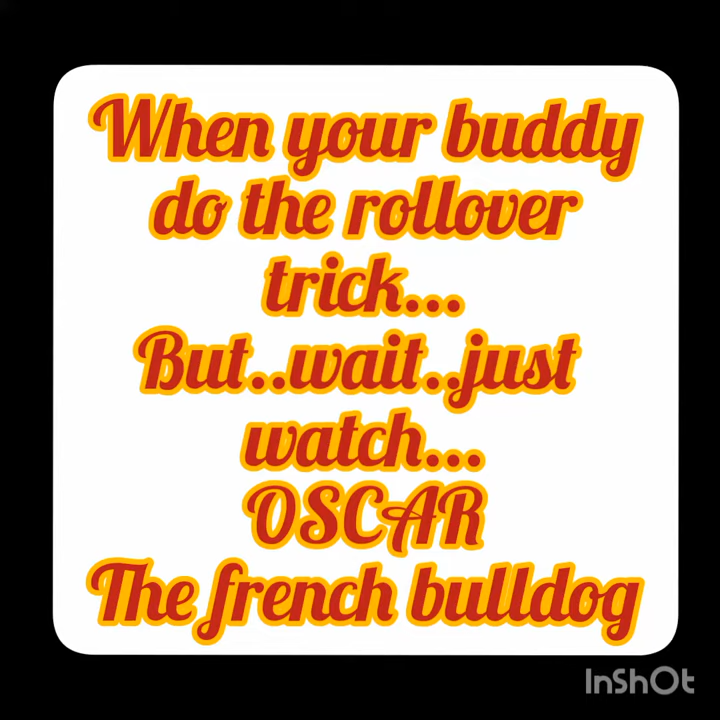 When your buddy
do the rollover
trick...
But..wait..just
watch...
OSCAR
The french bulldog
InShOt